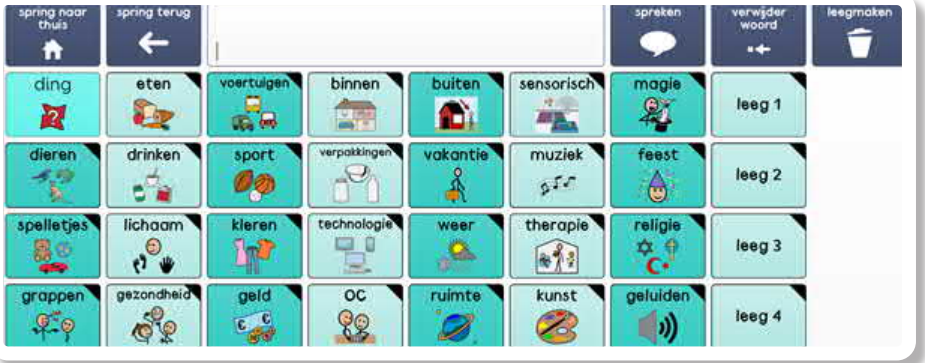 spring naar thuis
spring terug
spreken
verwijder woord
leegmaken
ding
eten
voertuigen
binnen
buiten
sensorisch
magie
leeg 1
dieren
drinken
sport
verpakkingen
vakantie
muziek
feest
leeg 2
spelletjes
lichaam
kleren
technologie
weer
therapie
religie
leeg 3
grappen
gezondheid
geld
OC
ruimte
kunst
geluiden
leeg 4